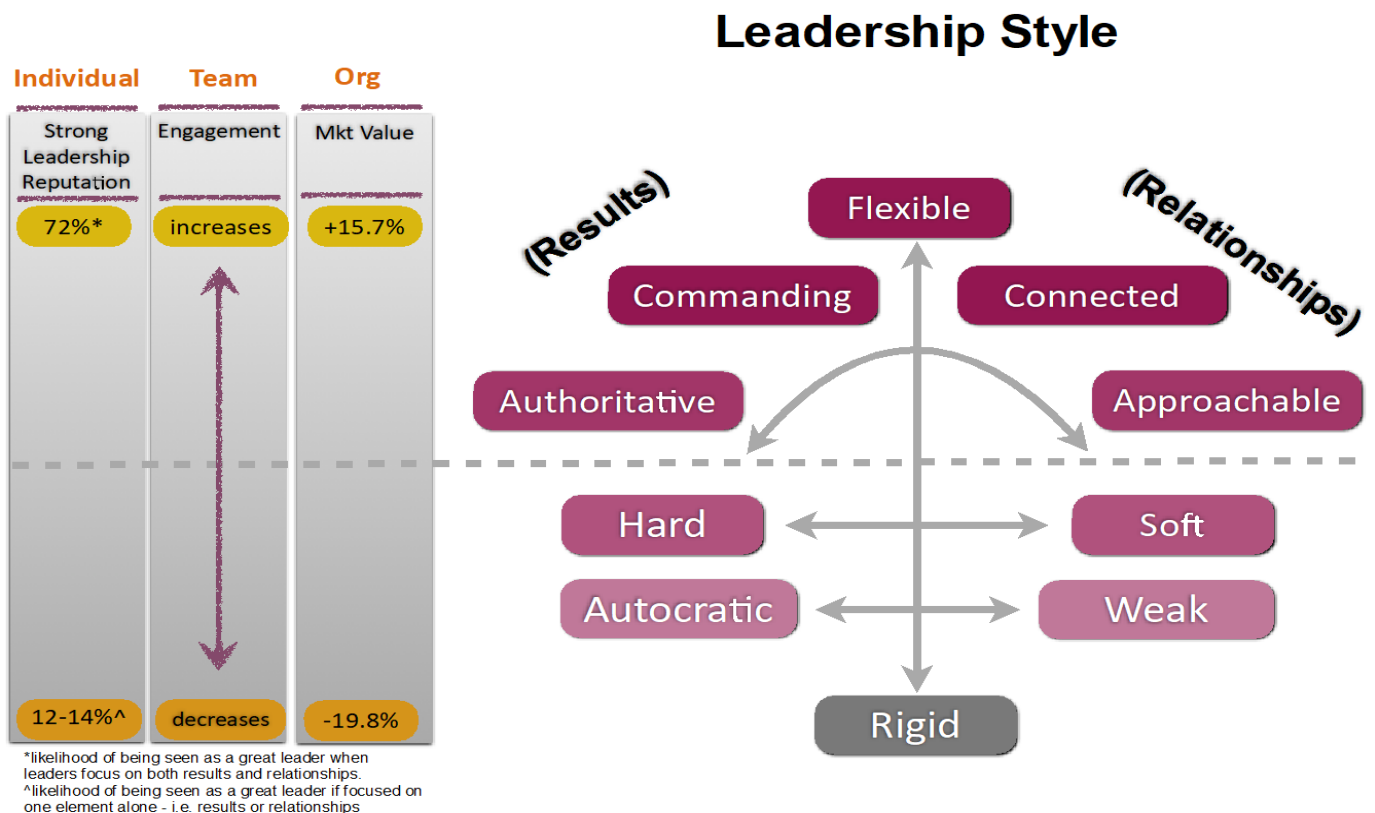 Leadership Style
Individual
Team
Org
Strong
Leadership
Reputation
Engagement
Mkt Value
72%*
increases
+15.7%
12-14%^
decreases
-19.8%
*likelihood of being seen as a great leader when
leaders focus on both results and relationships.
^likelihood of being seen as a great leader if focused on
one element alone - i.e. results or relationships
(Results)
(Relationships)
Flexible
Commanding
Connected
Authoritative
Approachable
Hard
Soft
Autocratic
Weak
Rigid